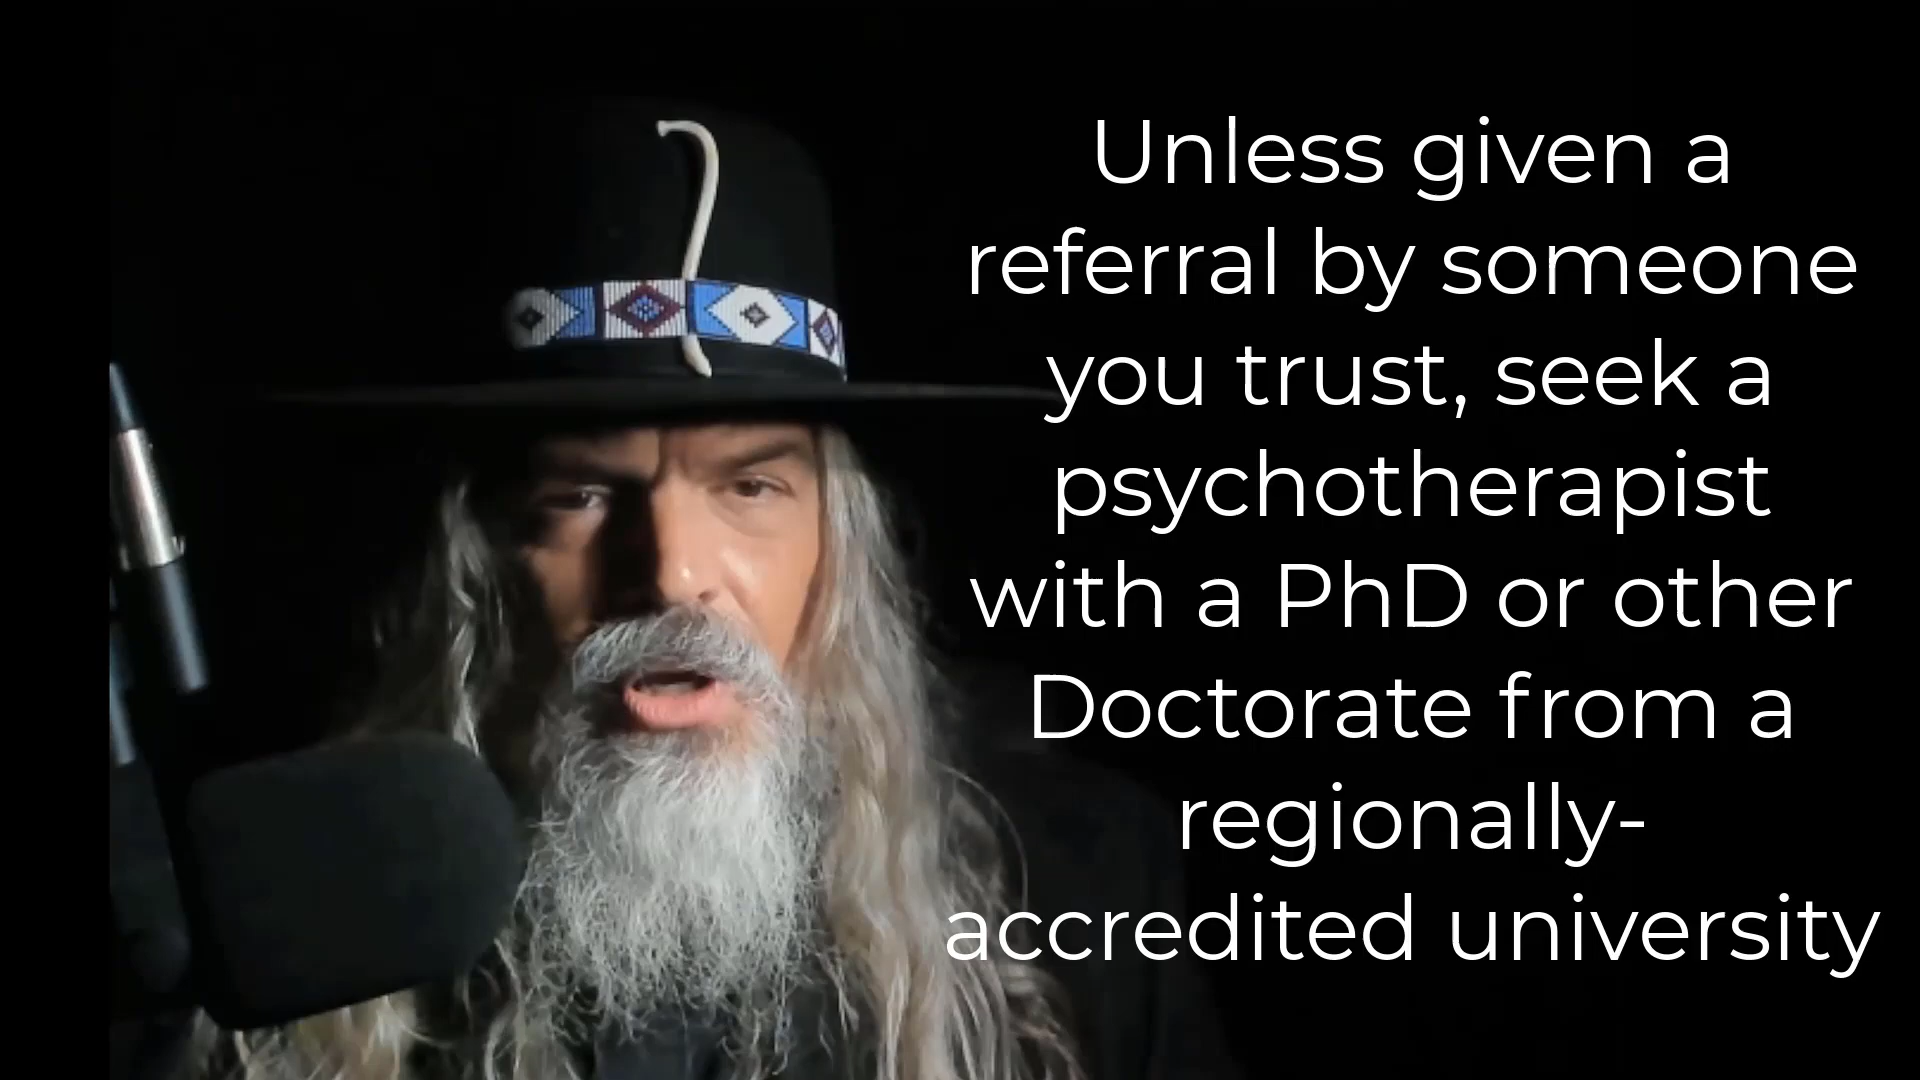 Unless given a
referral by someone
you trust, seek a
psychotherapist
with a PhD or other
Doctorate from a
regionally-
accredited university